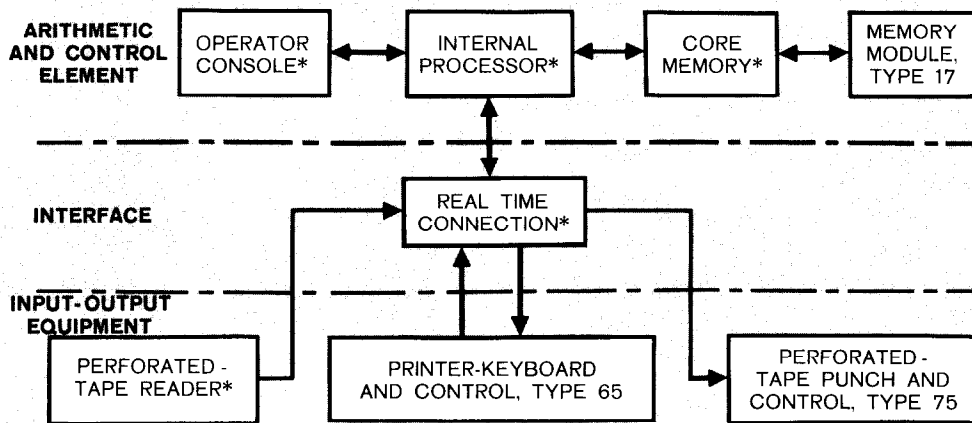 ARITHMETIC
AND CONTROL
ELEMENT
OPERATOR
CONSOLE*
INTERNAL
PROCESSOR*
CORE
MEMORY*
MEMORY
MODULE,
TYPE 17
INTERFACE
REAL TIME
CONNECTION*
INPUT-OUTPUT
EQUIPMENT
PERFORATED-
TAPE READER*
PRINTER-KEYBOARD
AND CONTROL, TYPE 65
PERFORATED-
TAPE PUNCH AND
CONTROL, TYPE 75